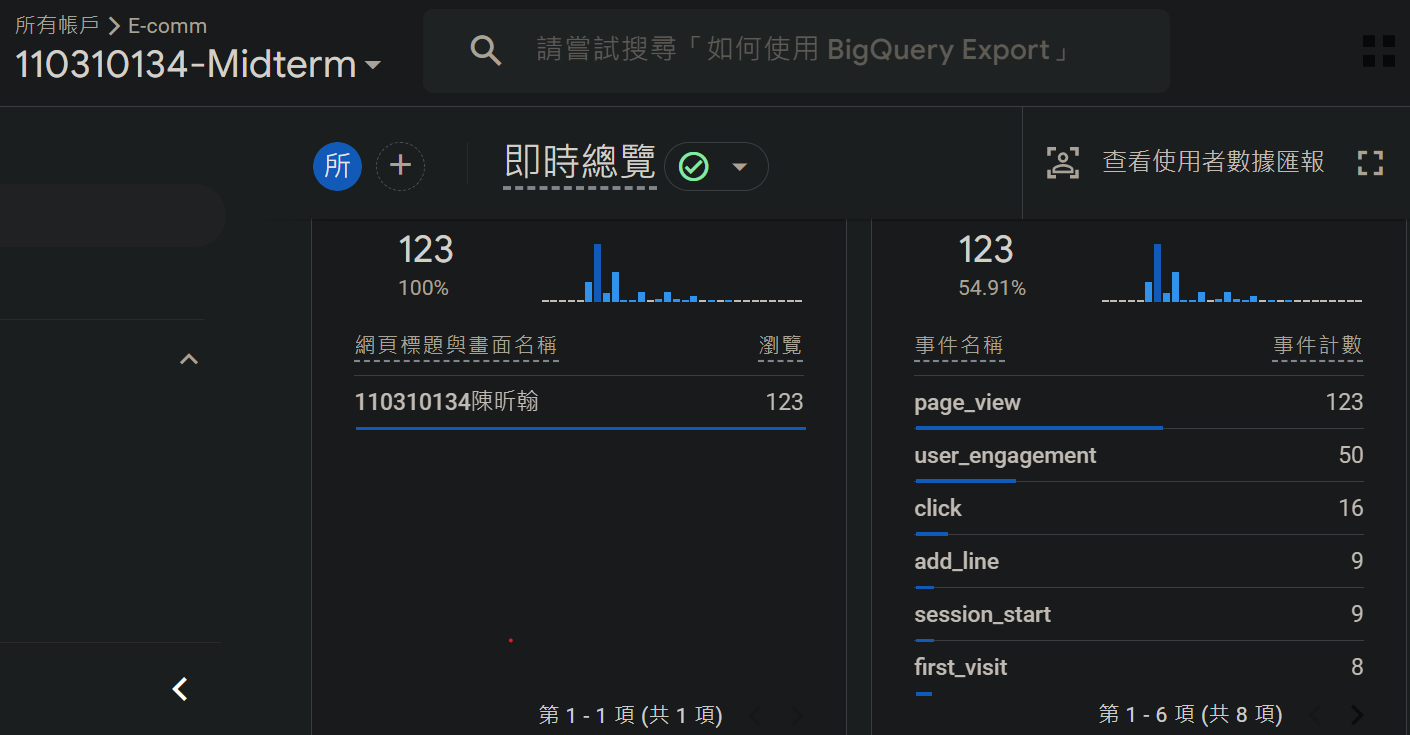 所有帳戶 > E-comm
110310134-Midterm
請嘗試搜尋「如何使用 BigQuery Export」
所
即時總覽
查看使用者數據匯報
123
100%
網頁標題與畫面名稱 瀏覽
110310134陳昕翰 123
第 1 - 1 項 (共 1 項)
123
54.91%
事件名稱 事件計數
page_view 123
user_engagement 50
click 16
add_line 9
session_start 9
first_visit 8
第 1 - 6 項 (共 8 項)